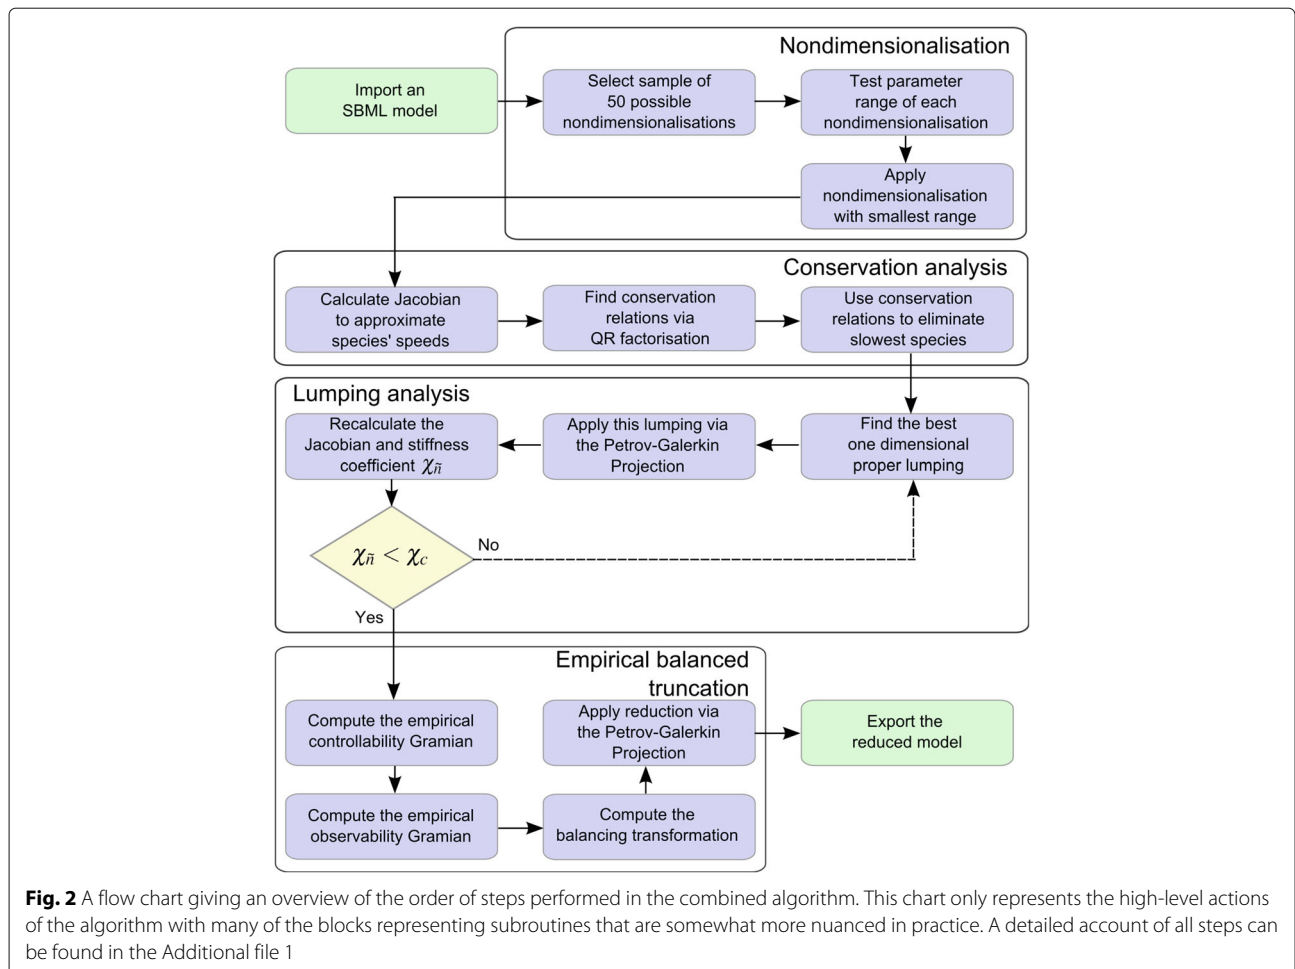 Nondimensionalisation
Import an
SBML model
Select sample of
50 possible
nondimensionalisations
Test parameter
range of each
nondimensionalisation
Apply
nondimensionalisation
with smallest range
Conservation analysis
Calculate Jacobian
to approximate
species' speeds
Find conservation
relations via
QR factorisation
Use conservation
relations to eliminate
slowest species
Lumping analysis
Find the best
one dimensional
proper lumping
Apply this lumping via
the Petrov-Galerkin
Projection
Recalculate the
Jacobian and stiffness
coefficient χ_ñ
χ_ñ < χ_c
No
Yes
Empirical balanced
truncation
Compute the empirical
controllability Gramian
Compute the empirical
observability Gramian
Compute the
balancing transformation
Apply reduction via
the Petrov-Galerkin
Projection
Export the
reduced model
Fig. 2 A flow chart giving an overview of the order of steps performed in the combined algorithm. This chart only represents the high-level actions
of the algorithm with many of the blocks representing subroutines that are somewhat more nuanced in practice. A detailed account of all steps can
be found in the Additional file 1